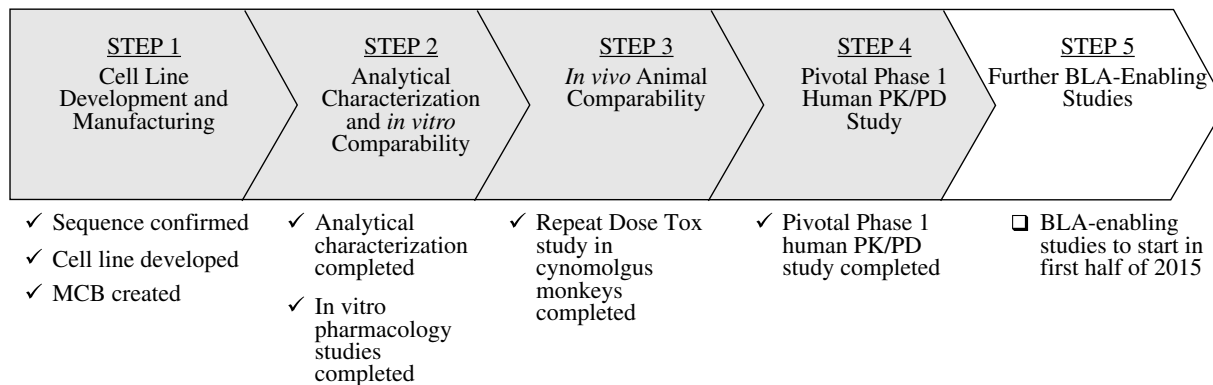 STEP 1
Cell Line
Development and
Manufacturing
STEP 2
Analytical
Characterization
and in vitro
Comparability
STEP 3
In vivo Animal
Comparability
STEP 4
Pivotal Phase 1
Human PK/PD
Study
STEP 5
Further BLA-Enabling
Studies
✓ Sequence confirmed
✓ Cell line developed
✓ MCB created
✓ Analytical
characterization
completed
✓ In vitro
pharmacology
studies
completed
✓ Repeat Dose Tox
study in
cynomolgus
monkeys
completed
✓ Pivotal Phase 1
human PK/PD
study completed
❑ BLA-enabling
studies to start in
first half of 2015